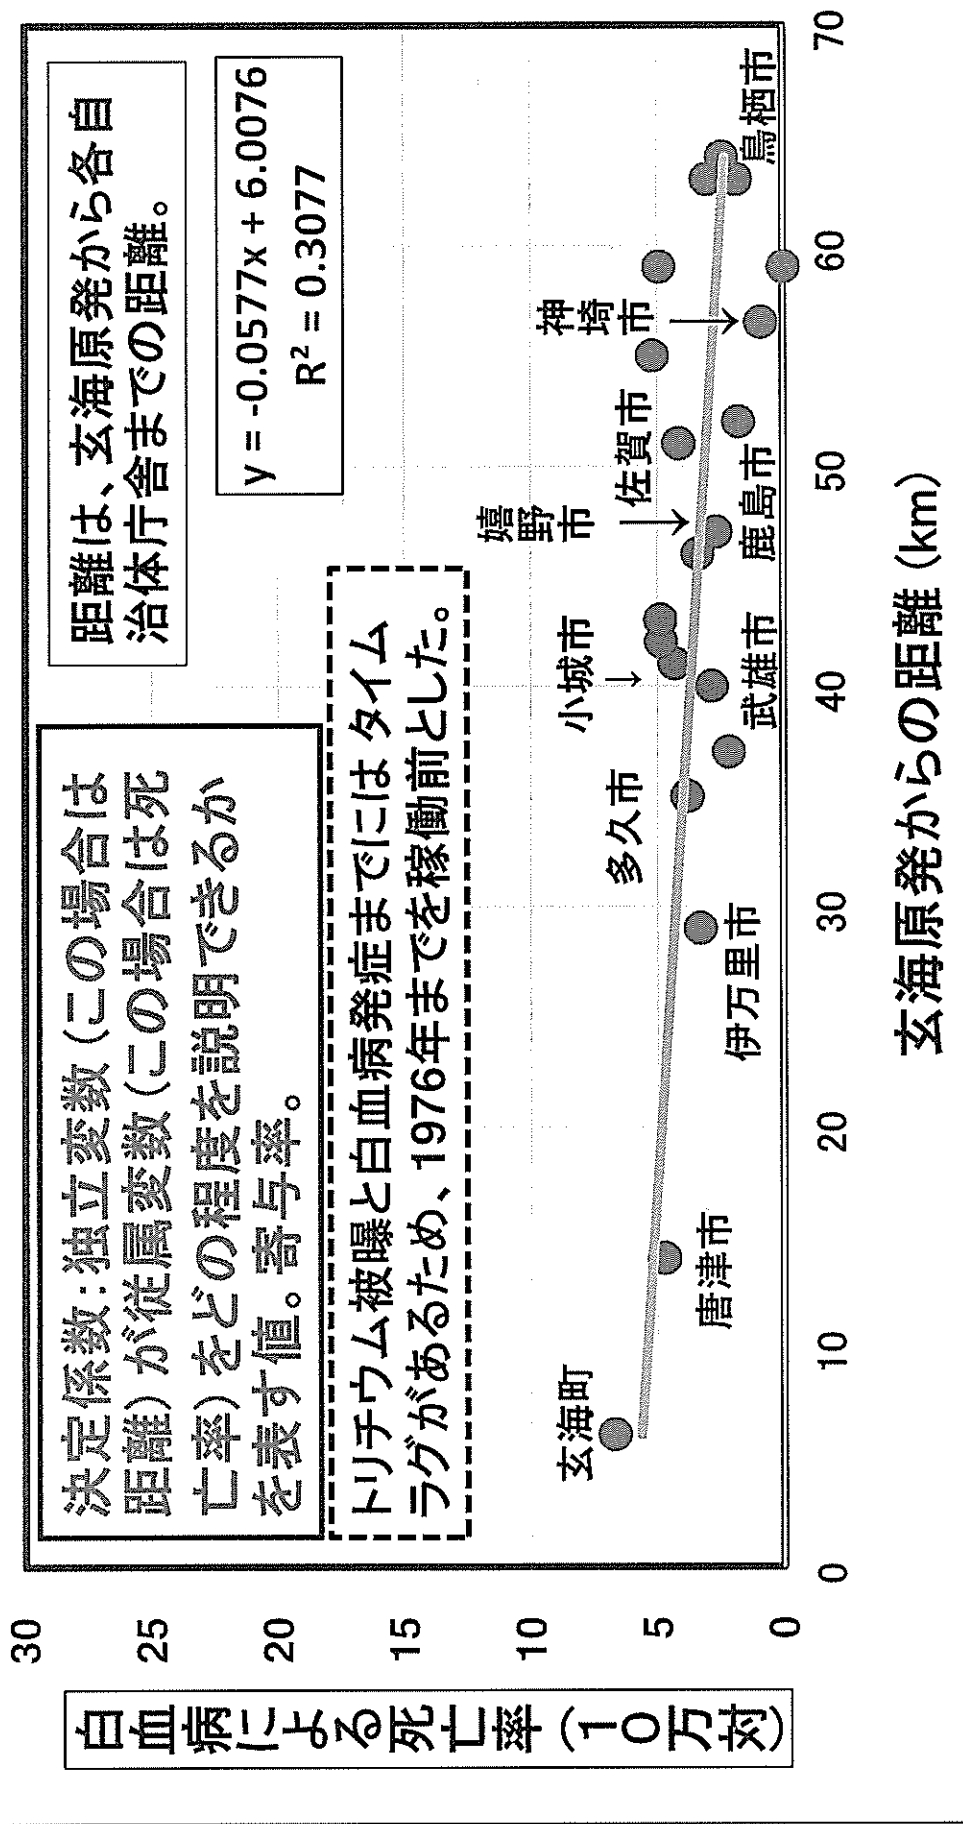 決定係数:独立変数(この場合は
距離)が従属変数(この場合は死
亡率)をどの程度を説明できるか
を表す値。寄与率。
距離は、玄海原発から各自
治体庁舎までの距離。
y = -0.0577x + 6.0076
R² = 0.3077
トリチウム被曝と白血病発症までには タイム
ラグがあるため、1976年までを稼働前とした。
白血病による死亡率(10万対)
30
25
20
15
10
5
0
玄海町
唐津市
伊万里市
多久市
武雄市
小城市
嬉野市
鹿島市
佐賀市
神埼市
鳥栖市
0
10
20
30
40
50
60
70
玄海原発からの距離(km)